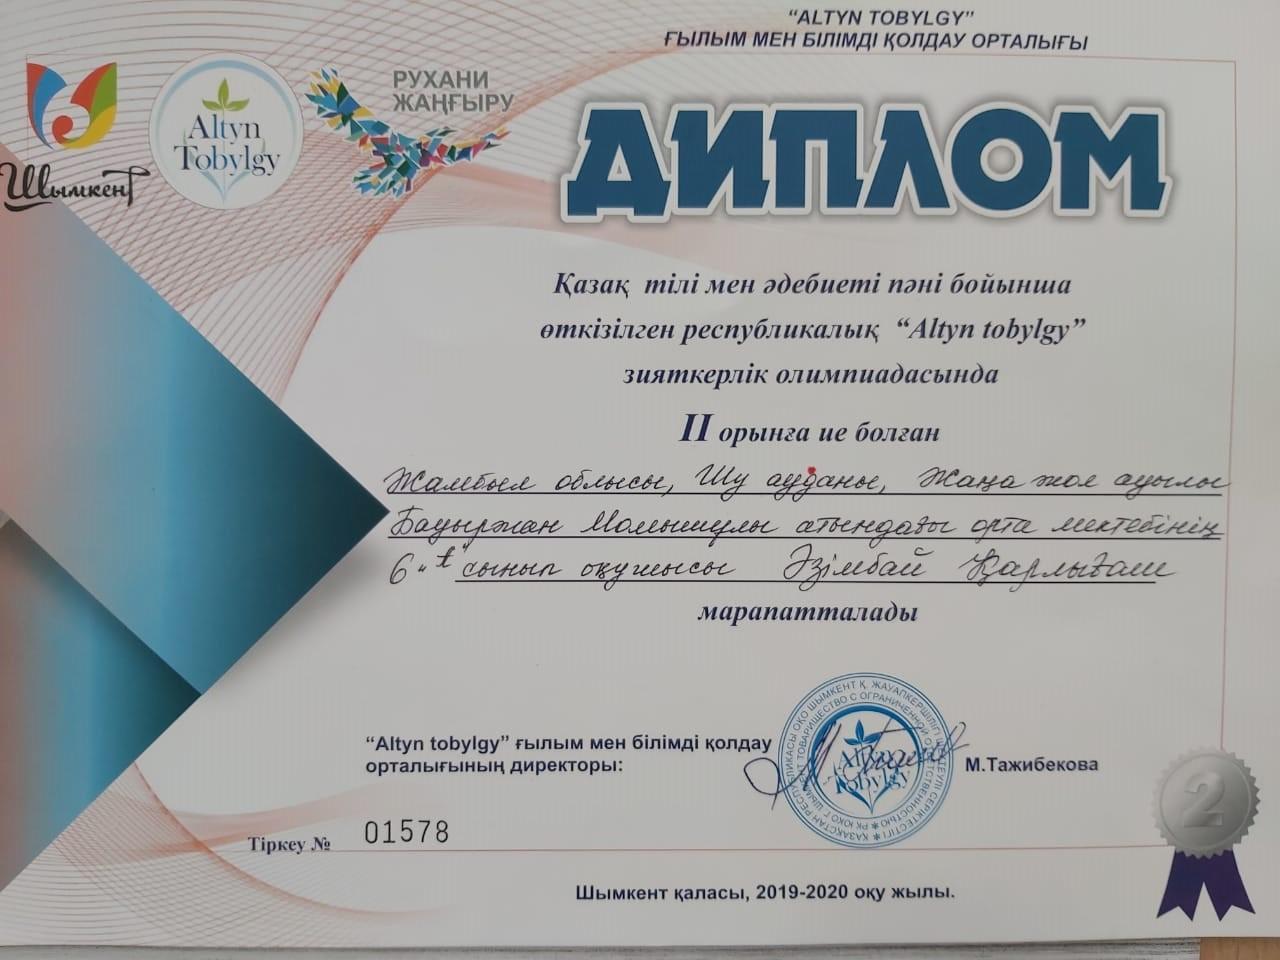 “ALTYN TOBYLGY”
ҒЫЛЫМ МЕН БІЛІМДІ ҚОЛДАУ ОРТАЛЫҒЫ
Шымкент
Altyn
Tobylgy
РУХАНИ
ЖАҢҒЫРУ
ДИПЛОМ
Қазақ тілі мен әдебиеті пәні бойынша
өткізілген республикалық “Altyn tobylgy”
зияткерлік олимпиадасында
II орынға ие болған
Жамбыл облысы, Шу ауданы, Жаңа жол ауылы
Бауыржан Момышұлы атындағы орта мектебінің
6 сынып оқушысы Әзімбай Қарлығаш
марапатталады
“Altyn tobylgy” ғылым мен білімді қолдау
орталығының директоры:
Altyn
Tobylgy
М.Тажибекова
2
Тіркеу № 01578
Шымкент қаласы, 2019-2020 оқу жылы.